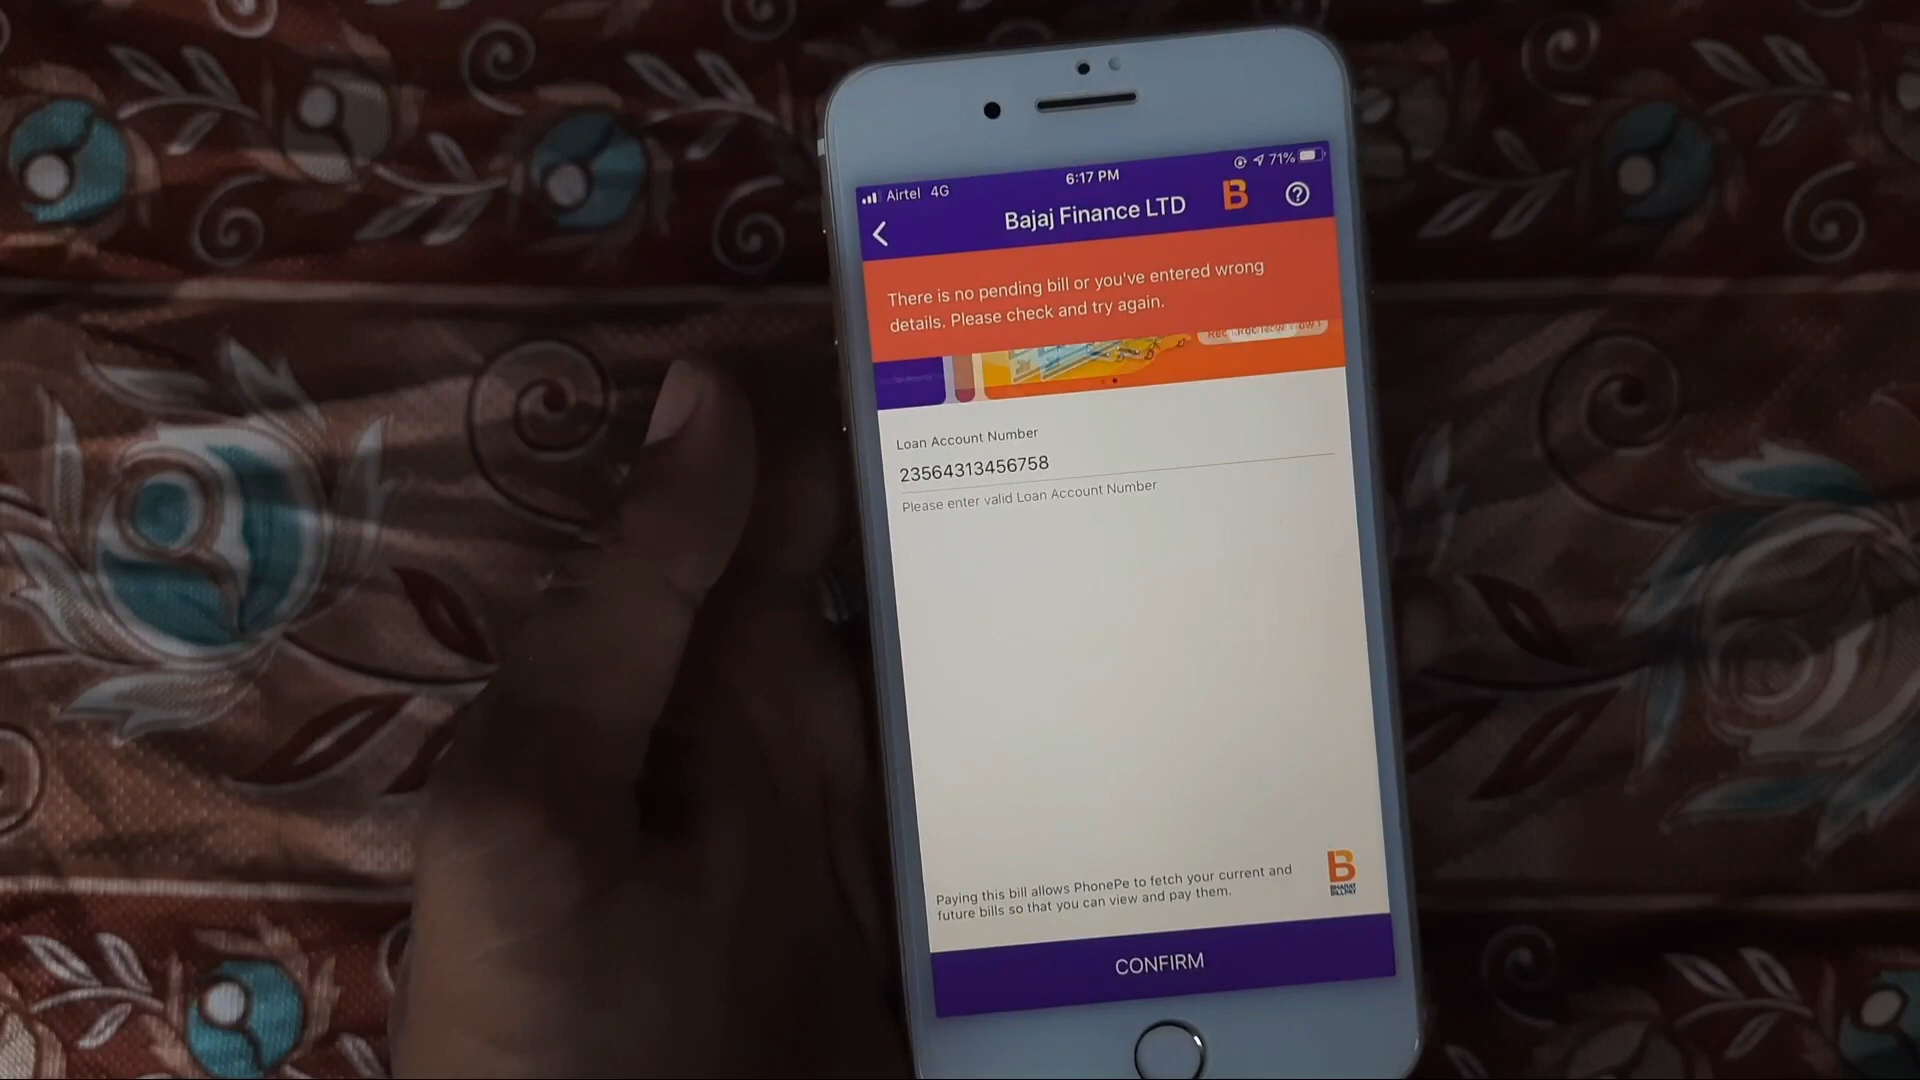 Airtel 4G 6:17 PM 71%
Bajaj Finance LTD
There is no pending bill or you've entered wrong
details. Please check and try again.
Loan Account Number
23564313456758
Please enter valid Loan Account Number
Paying this bill allows PhonePe to fetch your current and
future bills so that you can view and pay them.
BHARAT
BILLPAY
CONFIRM